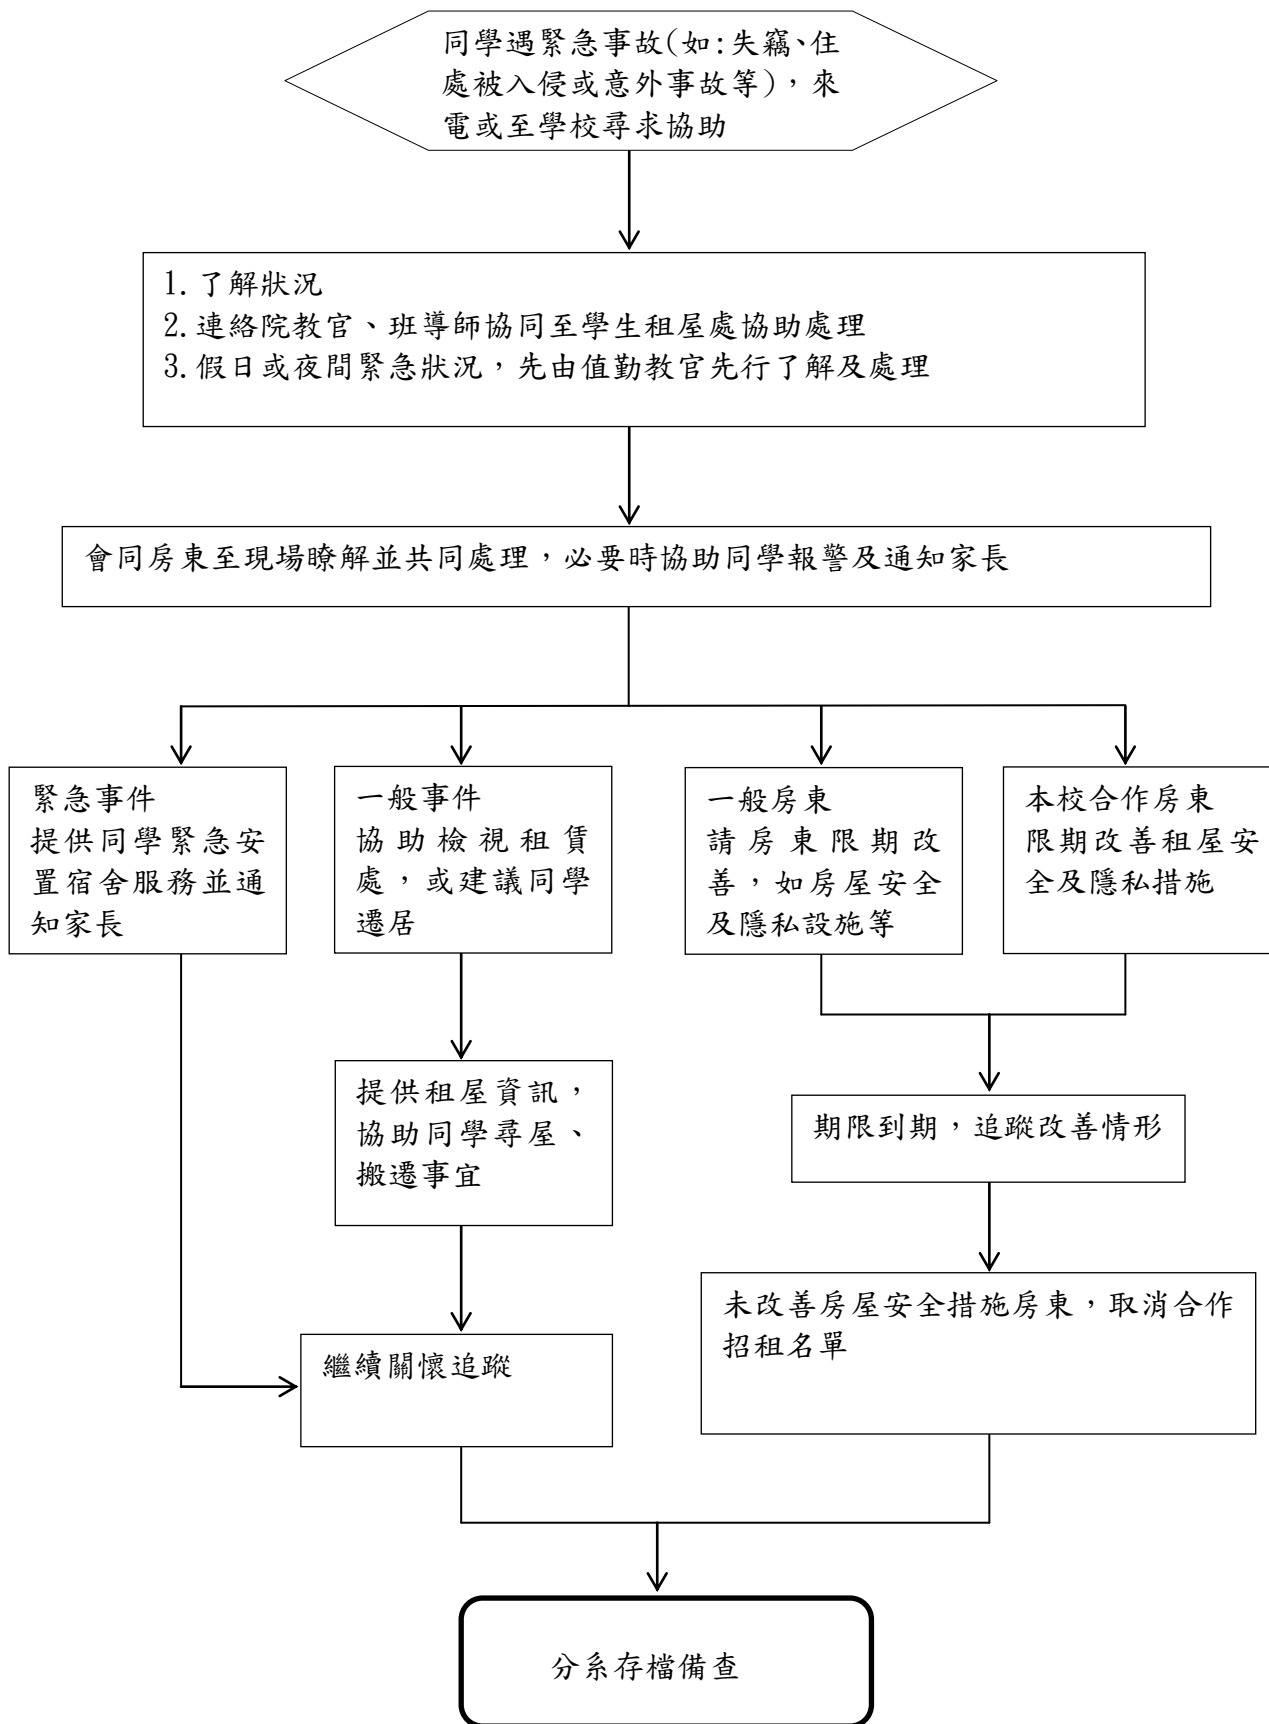 同學遇緊急事故(如:失竊、住
處被入侵或意外事故等),來
電或至學校尋求協助
1.了解狀況
2.連絡院教官、班導師協同至學生租屋處協助處理
3.假日或夜間緊急狀況,先由值勤教官先行了解及處理
會同房東至現場瞭解並共同處理,必要時協助同學報警及通知家長
緊急事件
提供同學緊急安
置宿舍服務並通
知家長
一般事件
協助檢視租賃
處,或建議同學
遷居
一般房東
請房東限期改
善,如房屋安全
及隱私設施等
本校合作房東
限期改善租屋安
全及隱私措施
提供租屋資訊,
協助同學尋屋、
搬遷事宜
期限到期,追蹤改善情形
未改善房屋安全措施房東,取消合作
招租名單
繼續關懷追蹤
分系存檔備查